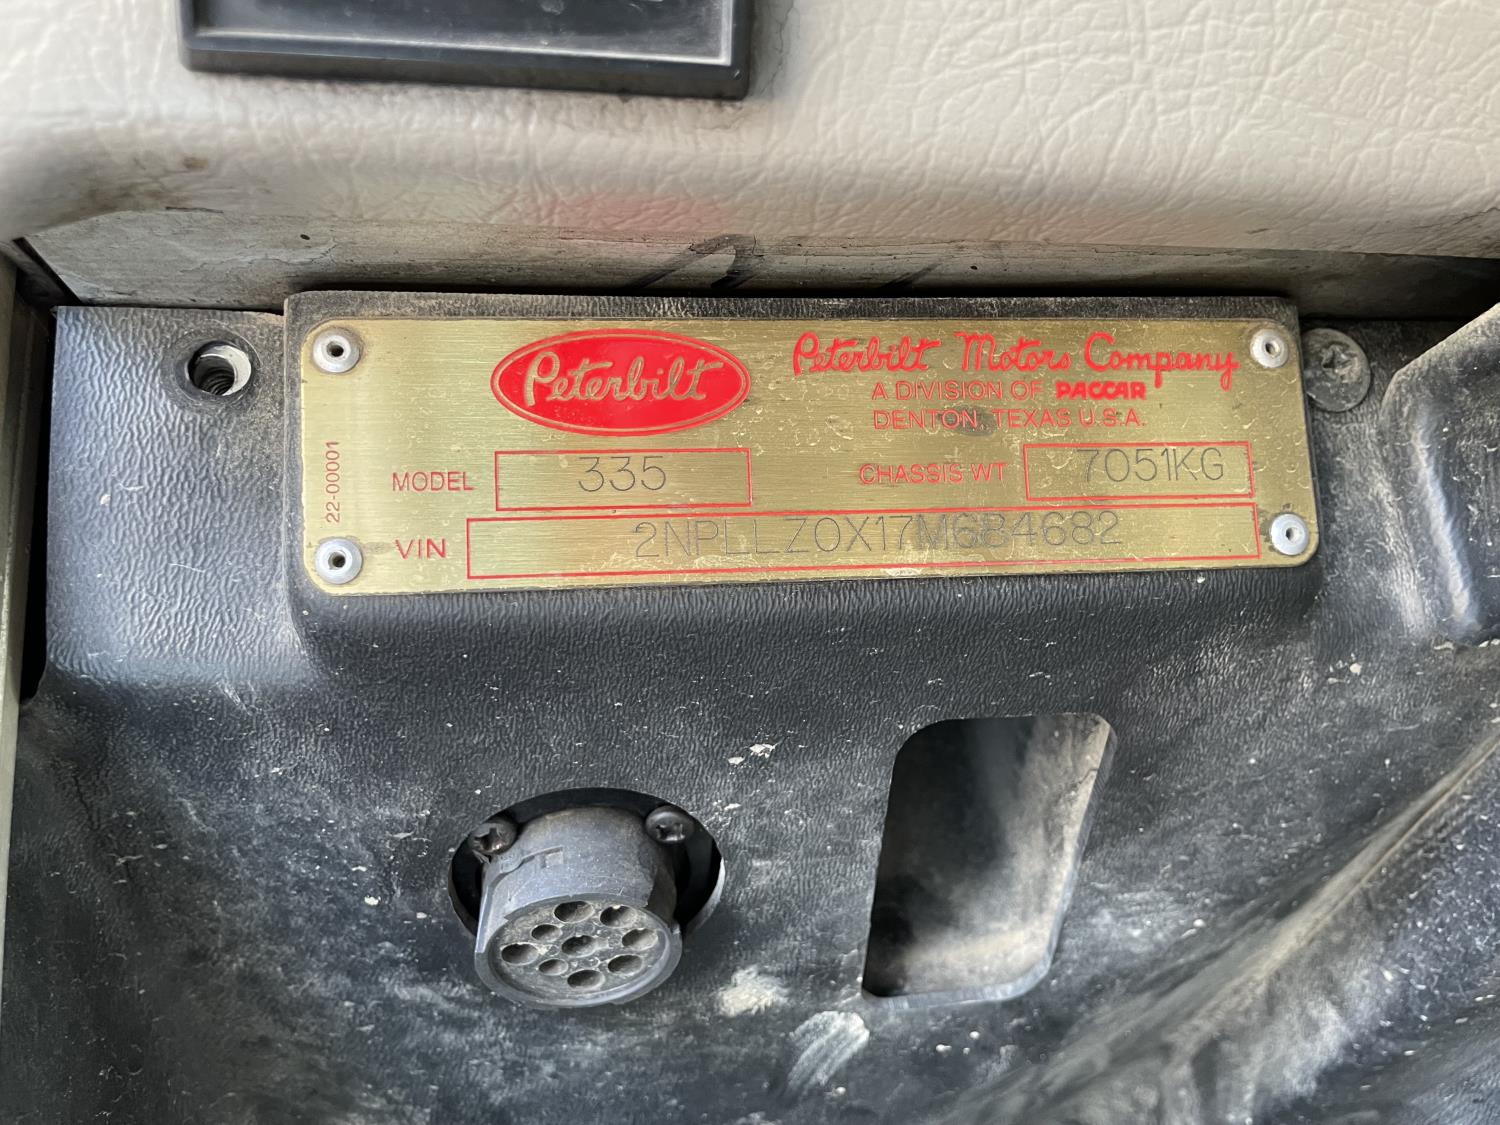 Peterbilt
Peterbilt Motors Company
A DIVISION OF PACCAR
DENTON, TEXAS U.S.A.
22-00001
MODEL 335 CHASSIS WT 7051KG
VIN 2NPLLZ0X17M684682